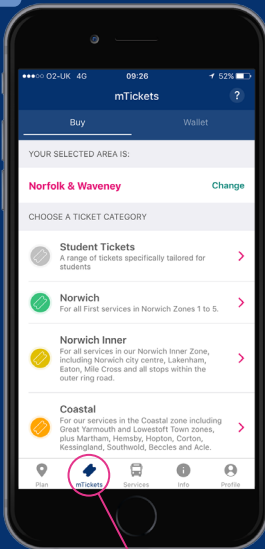 O2-UK 4G 09:26 52%
mTickets ?
Buy Wallet
YOUR SELECTED AREA IS:
Norfolk & Waveney Change
CHOOSE A TICKET CATEGORY
Student Tickets
A range of tickets specifically tailored for
students
Norwich
For all First services in Norwich Zones 1 to 5.
Norwich Inner
For all services in our Norwich Inner Zone,
including Norwich city centre, Lakenham,
Eaton, Mile Cross and all stops within the
outer ring road.
Coastal
For our services in the Coastal zone including
Great Yarmouth and Lowestoft Town zones,
plus Martham, Hemsby, Hopton, Corton,
Kessingland, Southwold, Beccles and Acle.
Plan mTickets Services Info Profile